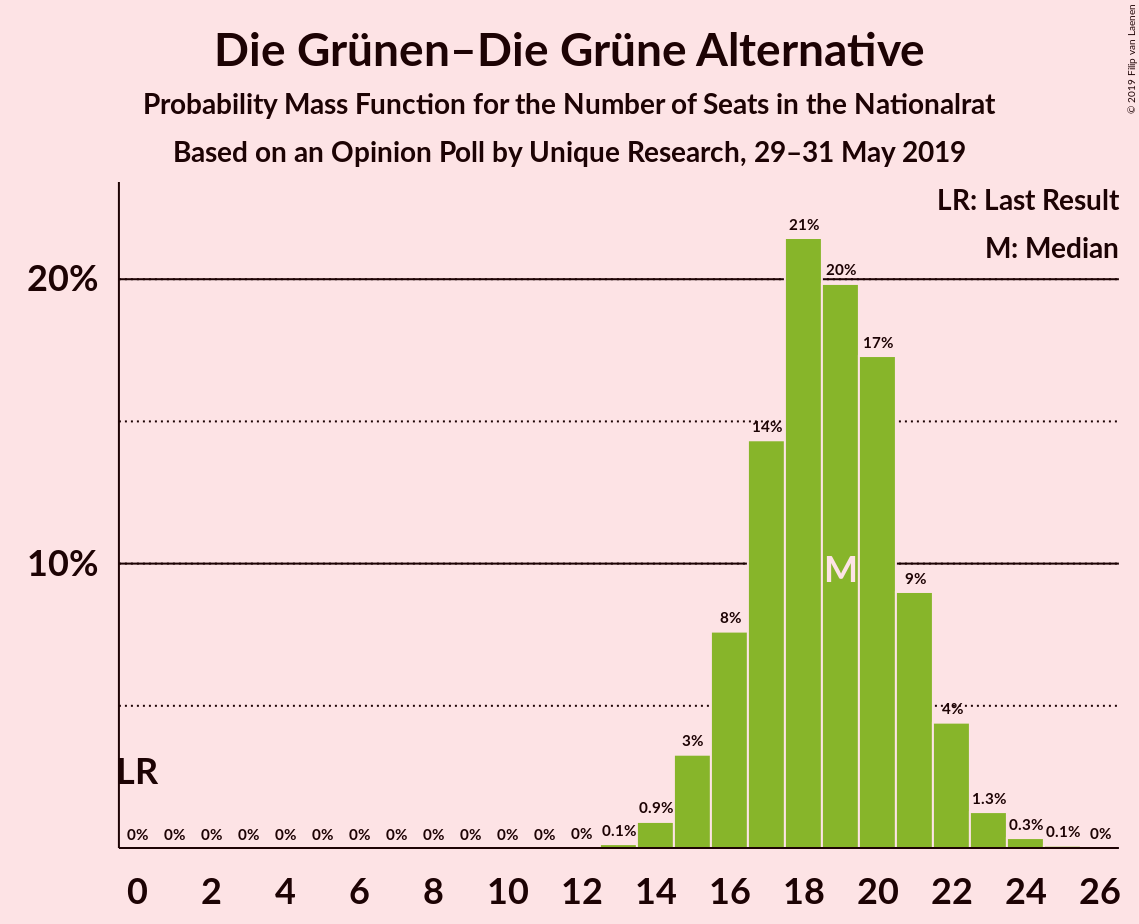 Die Grünen–Die Grüne Alternative
Probability Mass Function for the Number of Seats in the Nationalrat
Based on an Opinion Poll by Unique Research, 29–31 May 2019
© 2019 Filip van Laenen
LR: Last Result
M: Median
21%
20%
20%
17%
14%
10%
M
9%
8%
4%
3%
LR
0% 0% 0% 0% 0% 0% 0% 0% 0% 0% 0% 0% 0% 0.1% 0.9% 1.3% 0.3% 0.1% 0%
0 2 4 6 8 10 12 14 16 18 20 22 24 26